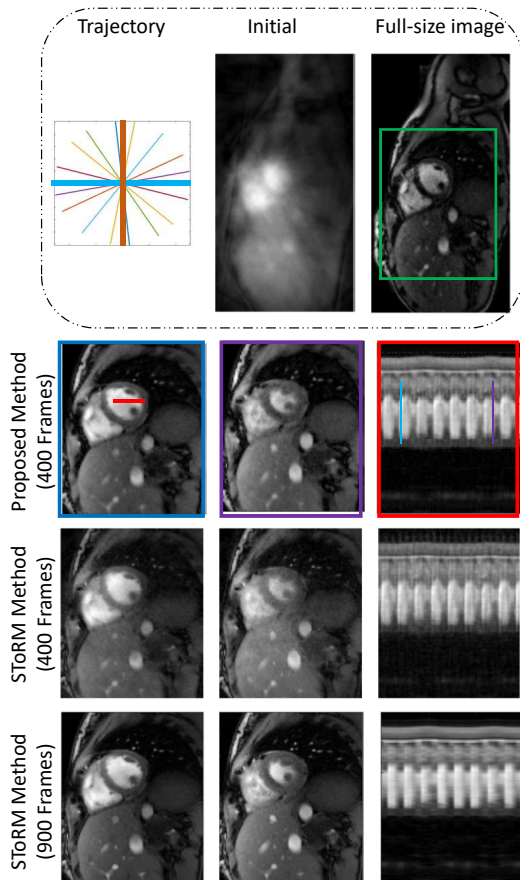 Trajectory
Initial
Full-size image
Proposed Method
(400 Frames)
SToRM Method
(400 Frames)
SToRM Method
(900 Frames)